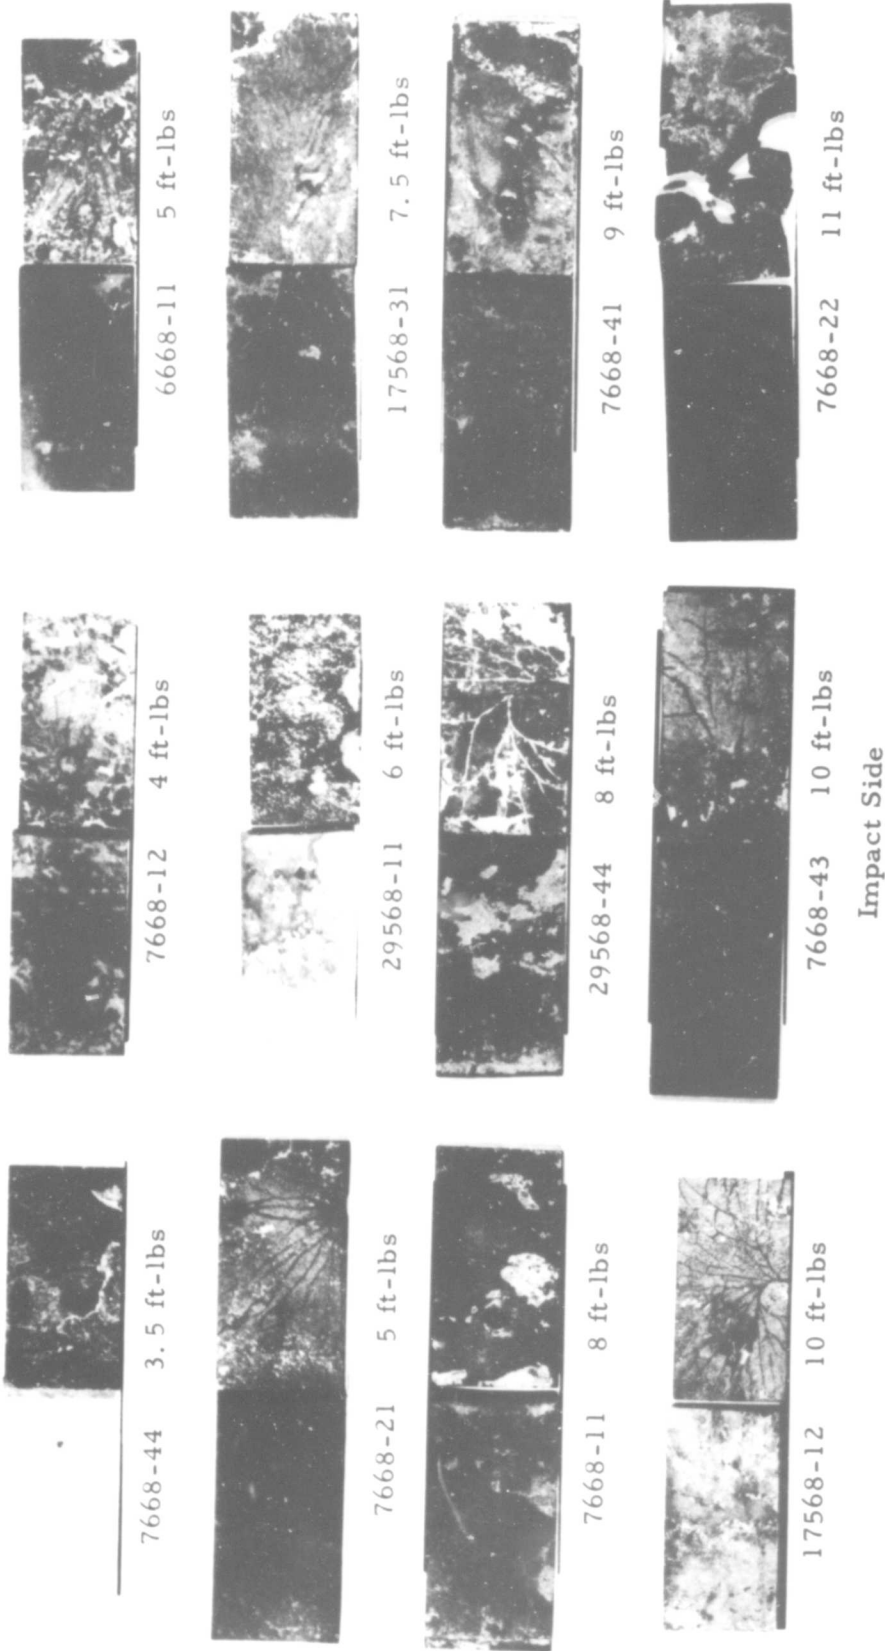 7668-44 3.5 ft-lbs 7668-12 4 ft-lbs 6668-11 5 ft-lbs
7668-21 5 ft-lbs 29568-11 6 ft-lbs 17568-31 7.5 ft-lbs
7668-11 8 ft-lbs 29568-44 8 ft-lbs 7668-41 9 ft-lbs
17568-12 10 ft-lbs 7668-43 10 ft-lbs 7668-22 11 ft-lbs
Impact Side